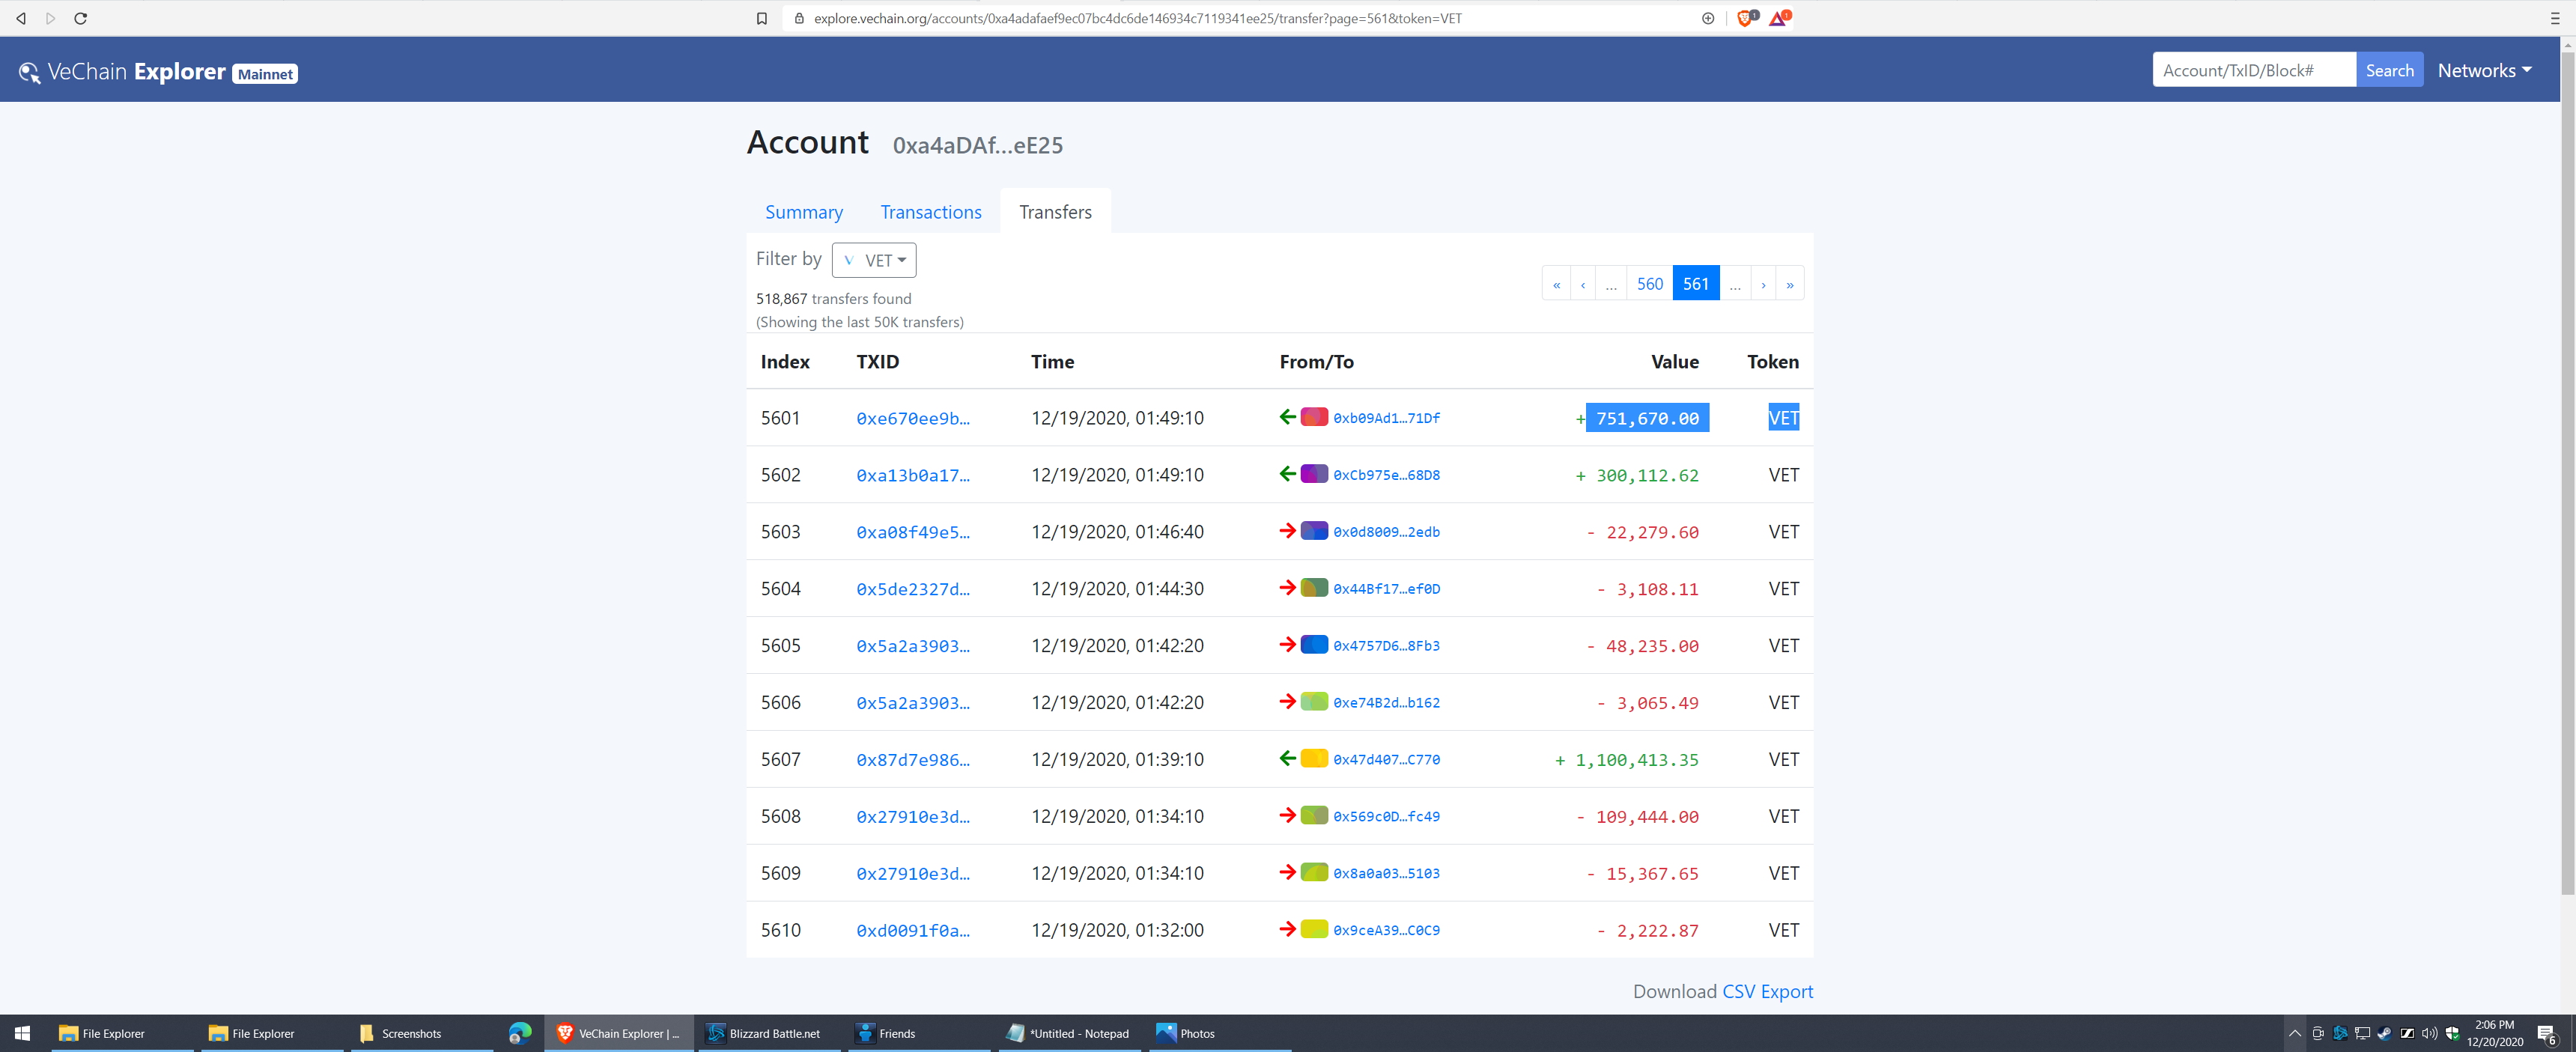 explore.vechain.org/accounts/0xa4adafaef9ec07bc4dc6de146934c7119341ee25/transfer?page=561&token=VET
1
1
VeChain Explorer Mainnet
Account/TxID/Block# Search Networks
Account 0xa4aDAf...eE25
Summary Transactions Transfers
Filter by VET
518,867 transfers found
(Showing the last 50K transfers)
« ‹ ... 560 561 ... › »
Index TXID Time From/To Value Token
5601 0xe670ee9b… 12/19/2020, 01:49:10 0xb09Ad1…71Df + 751,670.00 VET
5602 0xa13b0a17… 12/19/2020, 01:49:10 0xCb975e…68D8 + 300,112.62 VET
5603 0xa08f49e5… 12/19/2020, 01:46:40 0x0d8009…2edb - 22,279.60 VET
5604 0x5de2327d… 12/19/2020, 01:44:30 0x44Bf17…ef0D - 3,108.11 VET
5605 0x5a2a3903… 12/19/2020, 01:42:20 0x4757D6…8Fb3 - 48,235.00 VET
5606 0x5a2a3903… 12/19/2020, 01:42:20 0xe74B2d…b162 - 3,065.49 VET
5607 0x87d7e986… 12/19/2020, 01:39:10 0x47d407…C770 + 1,100,413.35 VET
5608 0x27910e3d… 12/19/2020, 01:34:10 0x569c0D…fc49 - 109,444.00 VET
5609 0x27910e3d… 12/19/2020, 01:34:10 0x8a0a03…5103 - 15,367.65 VET
5610 0xd0091f0a… 12/19/2020, 01:32:00 0x9ceA39…C0C9 - 2,222.87 VET
Download CSV Export
File Explorer File Explorer Screenshots VeChain Explorer | ... Blizzard Battle.net Friends *Untitled - Notepad Photos
2:06 PM
12/20/2020
6